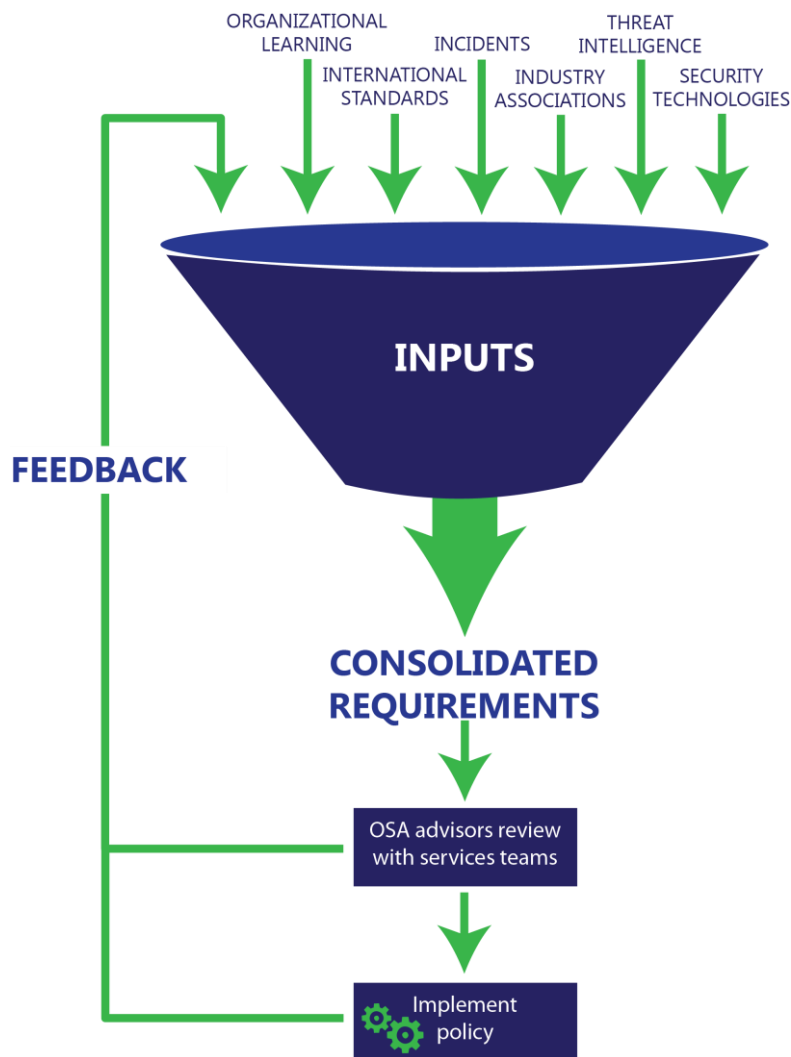 ORGANIZATIONAL
LEARNING
INTERNATIONAL
STANDARDS
INCIDENTS
INDUSTRY
ASSOCIATIONS
THREAT
INTELLIGENCE
SECURITY
TECHNOLOGIES
INPUTS
FEEDBACK
CONSOLIDATED
REQUIREMENTS
OSA advisors review
with services teams
Implement
policy